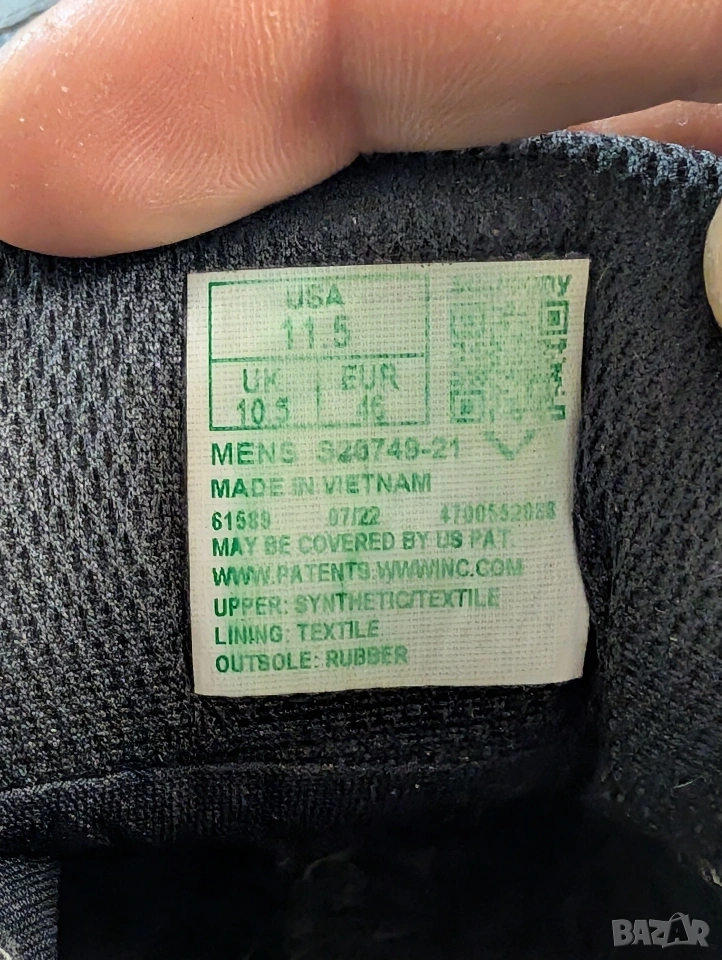 USA
11.5
UK EUR
10.5 46
MENS S20749-21
MADE IN VIETNAM
61589 07/22
MAY BE COVERED BY US PAT.
WWW.PATENTS.WWWINC.COM
UPPER: SYNTHETIC/TEXTILE
LINING: TEXTILE
OUTSOLE: RUBBER
BAZAR